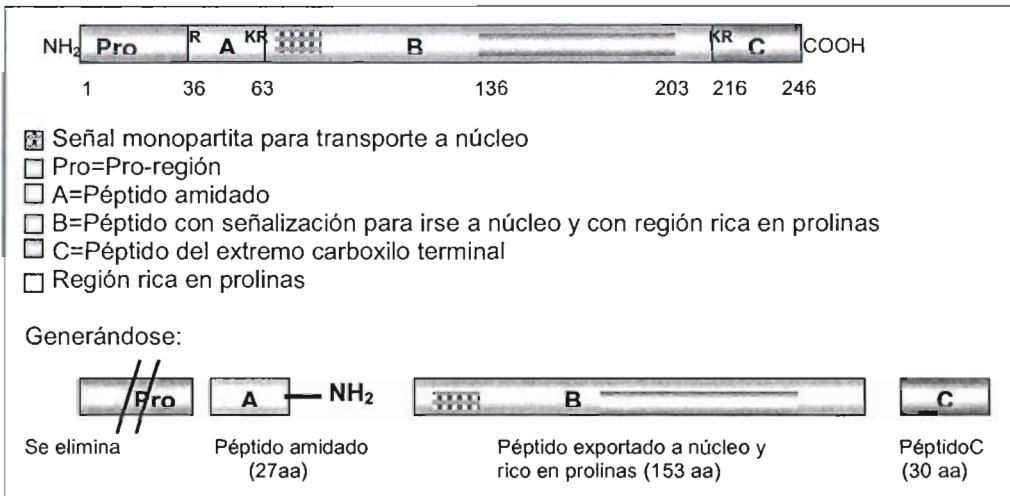 NH₂ Pro R A KR B KR C COOH
1 36 63 136 203 216 246
Señal monopartita para transporte a núcleo
Pro=Pro-región
A=Péptido amidado
B=Péptido con señalización para irse a núcleo y con región rica en prolinas
C=Péptido del extremo carboxilo terminal
Región rica en prolinas
Generándose:
Pro A NH₂ B C
Se elimina Péptido amidado Péptido exportado a núcleo y PéptidoC
(27aa) rico en prolinas (153 aa) (30 aa)